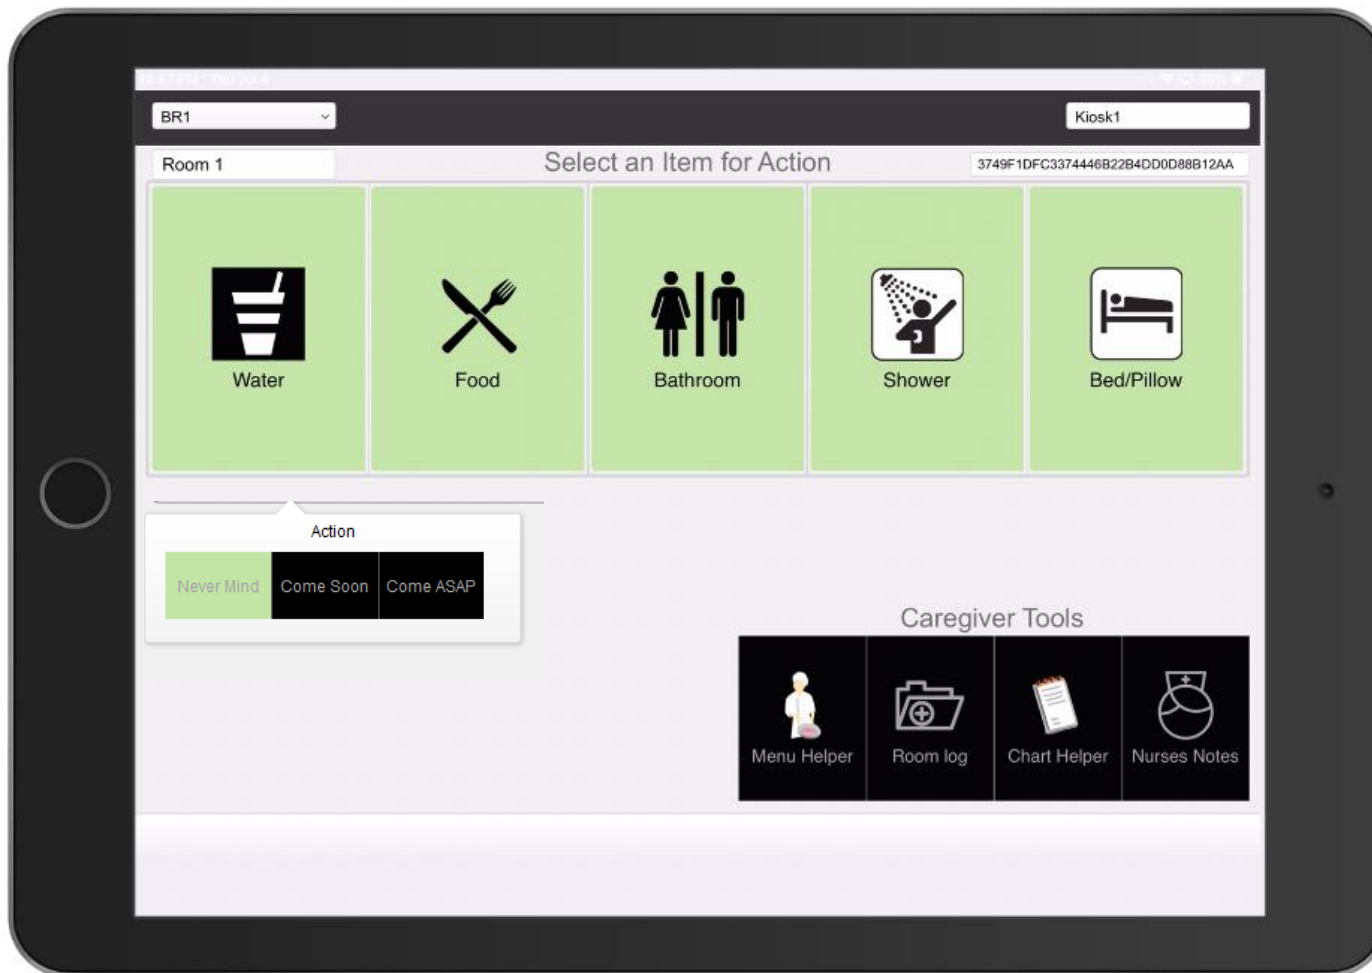 BR1
Kiosk1
Room 1
Select an Item for Action
3749F1DFC3374446B22B4DD0D88B12AA
Water
Food
Bathroom
Shower
Bed/Pillow
Action
Never Mind
Come Soon
Come ASAP
Caregiver Tools
Menu Helper
Room log
Chart Helper
Nurses Notes